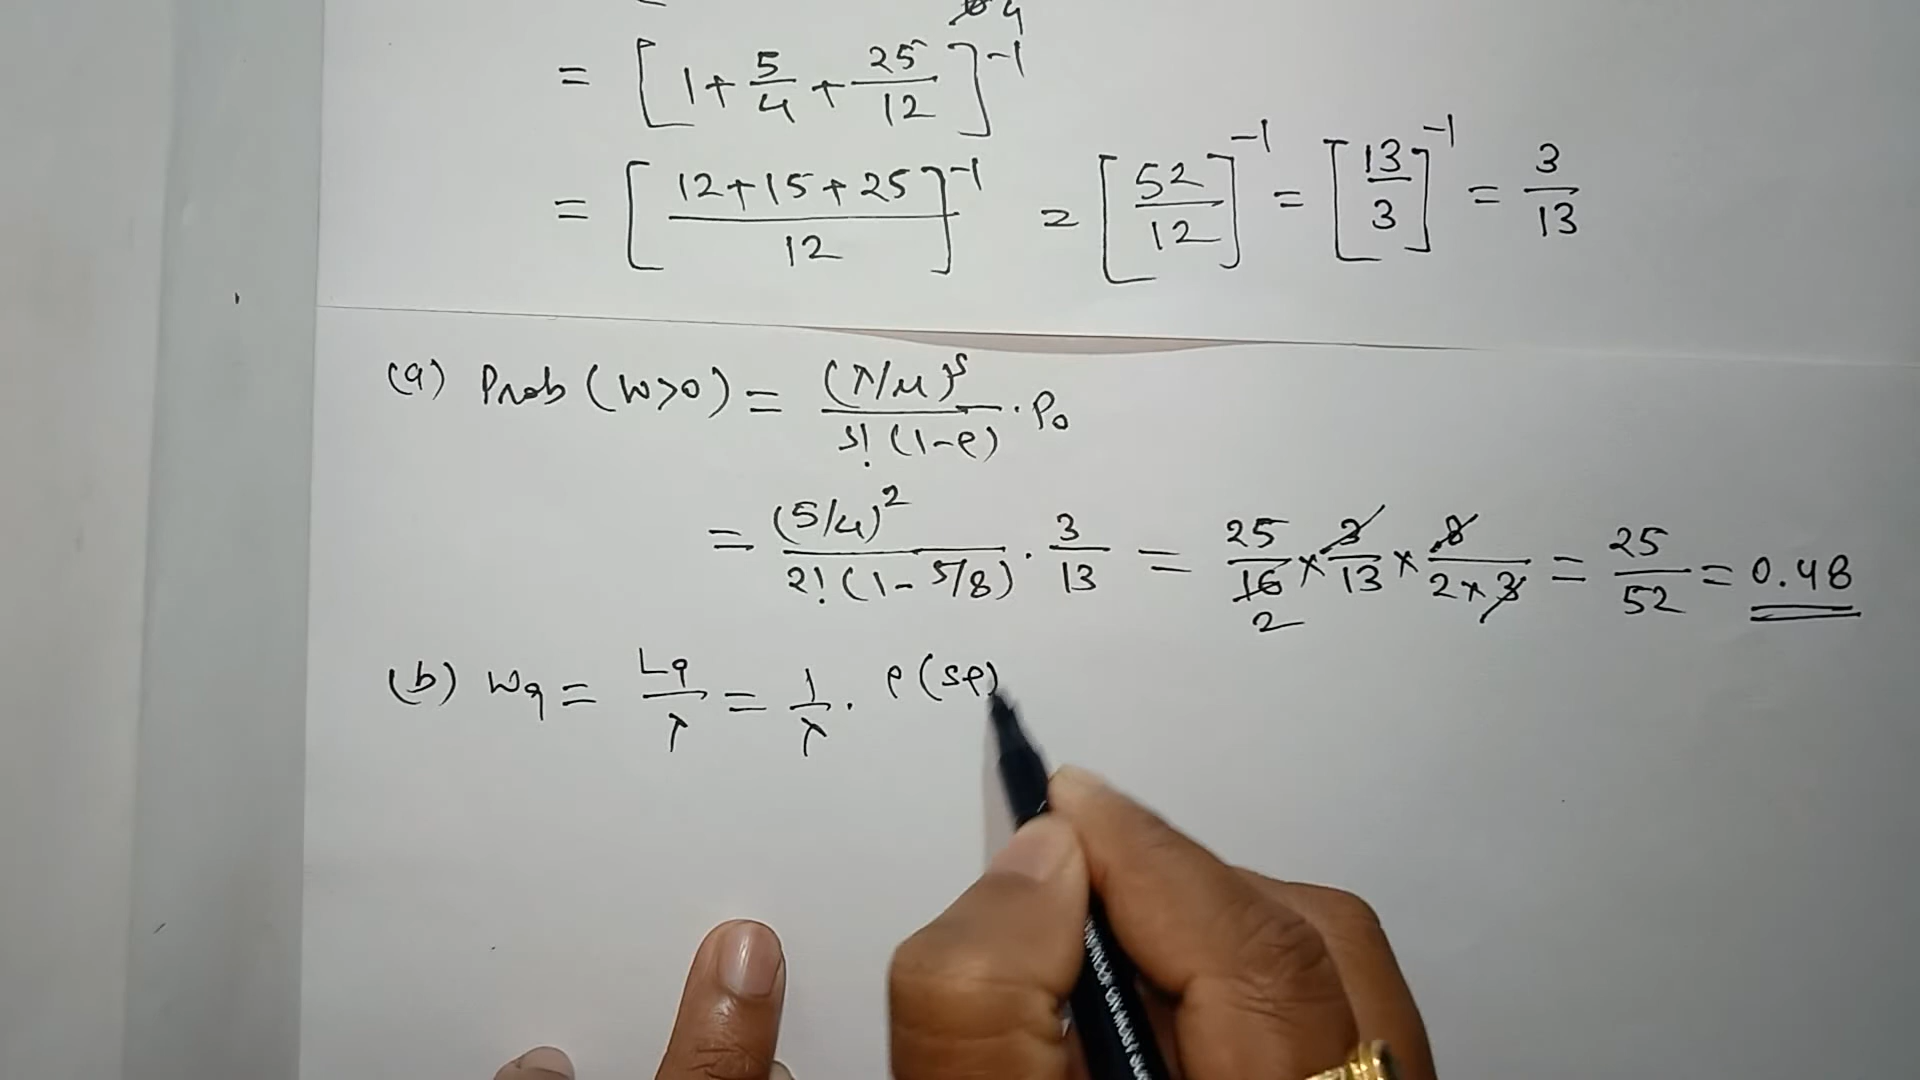 = [1 + 5/4 + 25/12]^-1
= [(12+15+25)/12]^-1 = [52/12]^-1 = [13/3]^-1 = 3/13
(a) Prob (W>0) = (λ/μ)^s / s! (1-ρ) · P₀
= (5/4)^2 / 2! (1 - 5/8) · 3/13 = 25/16 2 × 3/13 × 8/2×3 = 25/52 = 0.48
(b) Wq = Lq/λ = 1/λ · ρ(sρ)